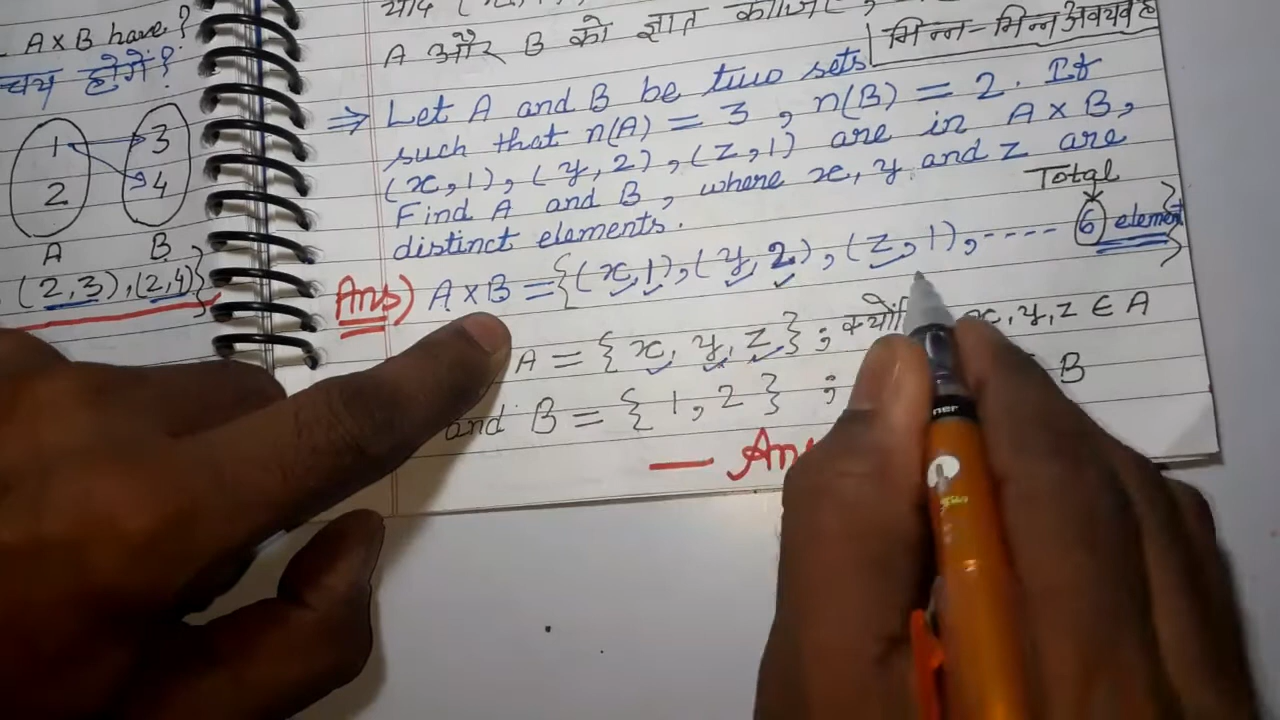 A×B have?
होगें?
1 3
2 4
A B
(2,3),(2,4)}
यदि
A और B को ज्ञात
भिन्न-भिन्न अवयव है
⇒ Let A and B be two sets
such that n(A) = 3, n(B) = 2. If
(x,1), (y,2), (z,1) are in A×B,
Find A and B, where x, y and z are
distinct elements.
Total
Ans) A×B = {(x,1), (y,2), (z,1), ---- 6 element
A = {x, y, z} ; x, y, z ∈ A
and B = {1, 2} ; B